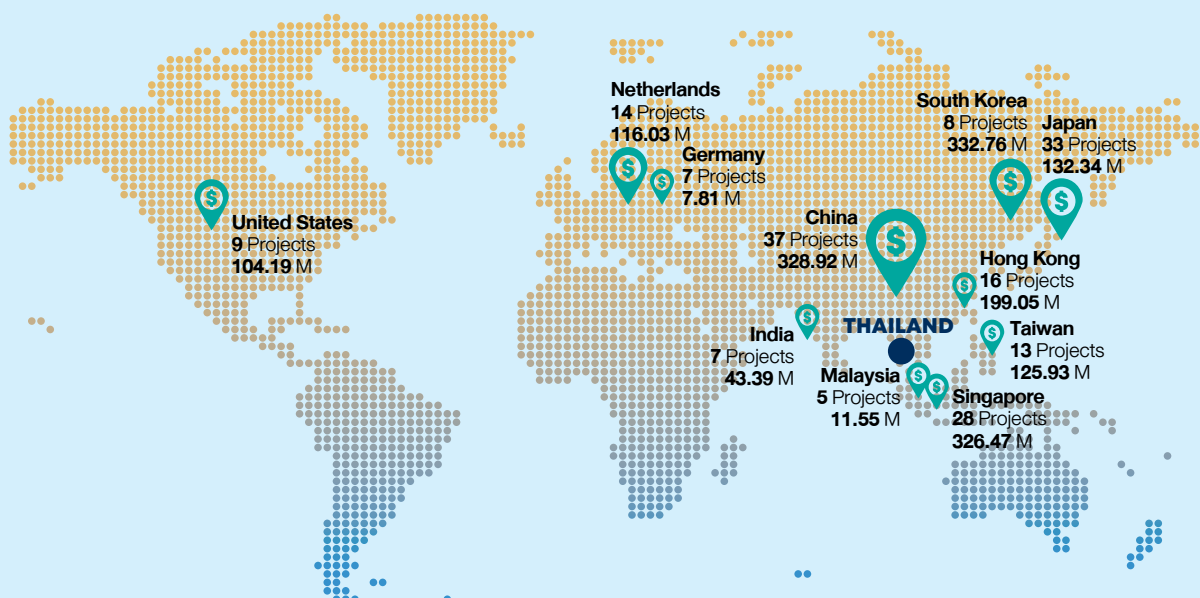 Netherlands
14 Projects
116.03 M
Germany
7 Projects
7.81 M
South Korea
8 Projects
332.76 M
Japan
33 Projects
132.34 M
United States
9 Projects
104.19 M
China
37 Projects
328.92 M
Hong Kong
16 Projects
199.05 M
India
7 Projects
43.39 M
THAILAND
Taiwan
13 Projects
125.93 M
Malaysia
5 Projects
11.55 M
Singapore
28 Projects
326.47 M
$
$
$
$
$
$
$
$
$
$
$